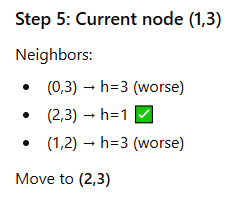 Step 5: Current node (1,3)
Neighbors:
• (0,3) → h=3 (worse)
• (2,3) → h=1 ✅
• (1,2) → h=3 (worse)
Move to (2,3)